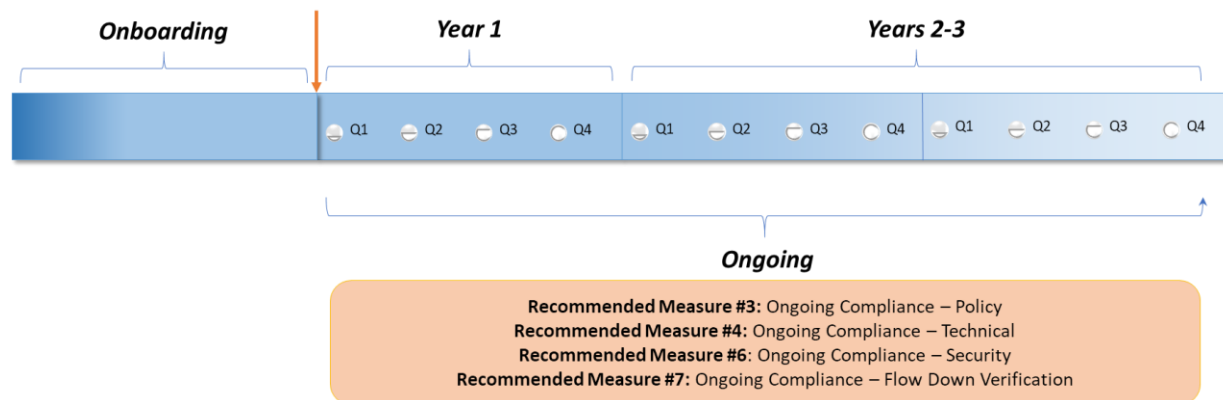 Onboarding
Year 1
Years 2-3
Q1 Q2 Q3 Q4 Q1 Q2 Q3 Q4 Q1 Q2 Q3 Q4
Ongoing
Recommended Measure #3: Ongoing Compliance – Policy
Recommended Measure #4: Ongoing Compliance – Technical
Recommended Measure #6: Ongoing Compliance – Security
Recommended Measure #7: Ongoing Compliance – Flow Down Verification